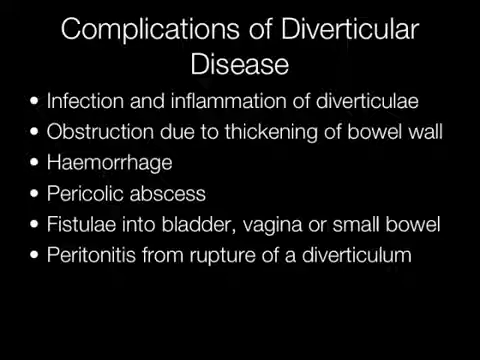 Complications of Diverticular
Disease
• Infection and inflammation of diverticulae
• Obstruction due to thickening of bowel wall
• Haemorrhage
• Pericolic abscess
• Fistulae into bladder, vagina or small bowel
• Peritonitis from rupture of a diverticulum